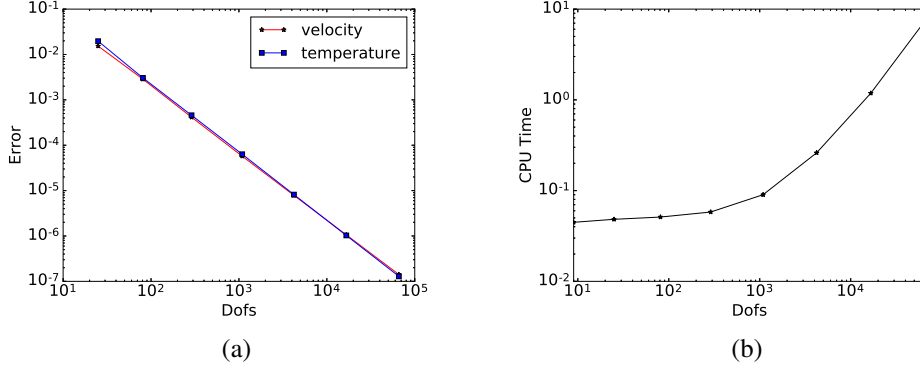 10^-1
10^-2
10^-3
10^-4
10^-5
10^-6
10^-7
Error
velocity
temperature
10^1 10^2 10^3 10^4 10^5
Dofs
(a)
10^1
10^0
10^-1
10^-2
CPU Time
10^1 10^2 10^3 10^4
Dofs
(b)